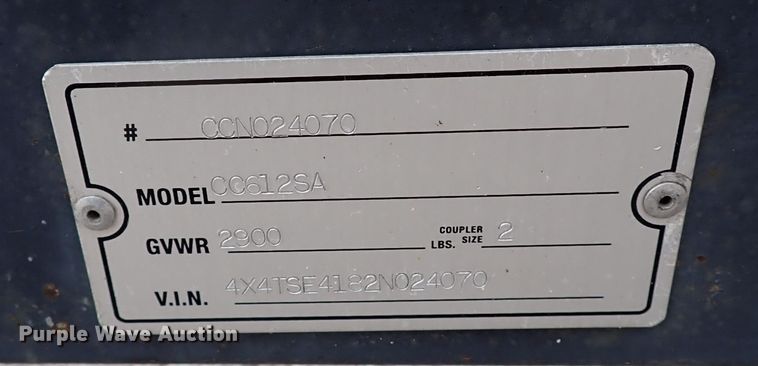 # CCN024070
MODEL CC612SA
GVWR 2900 LBS. COUPLER SIZE 2
V.I.N. 4X4TSE4182N024070
Purple Wave Auction